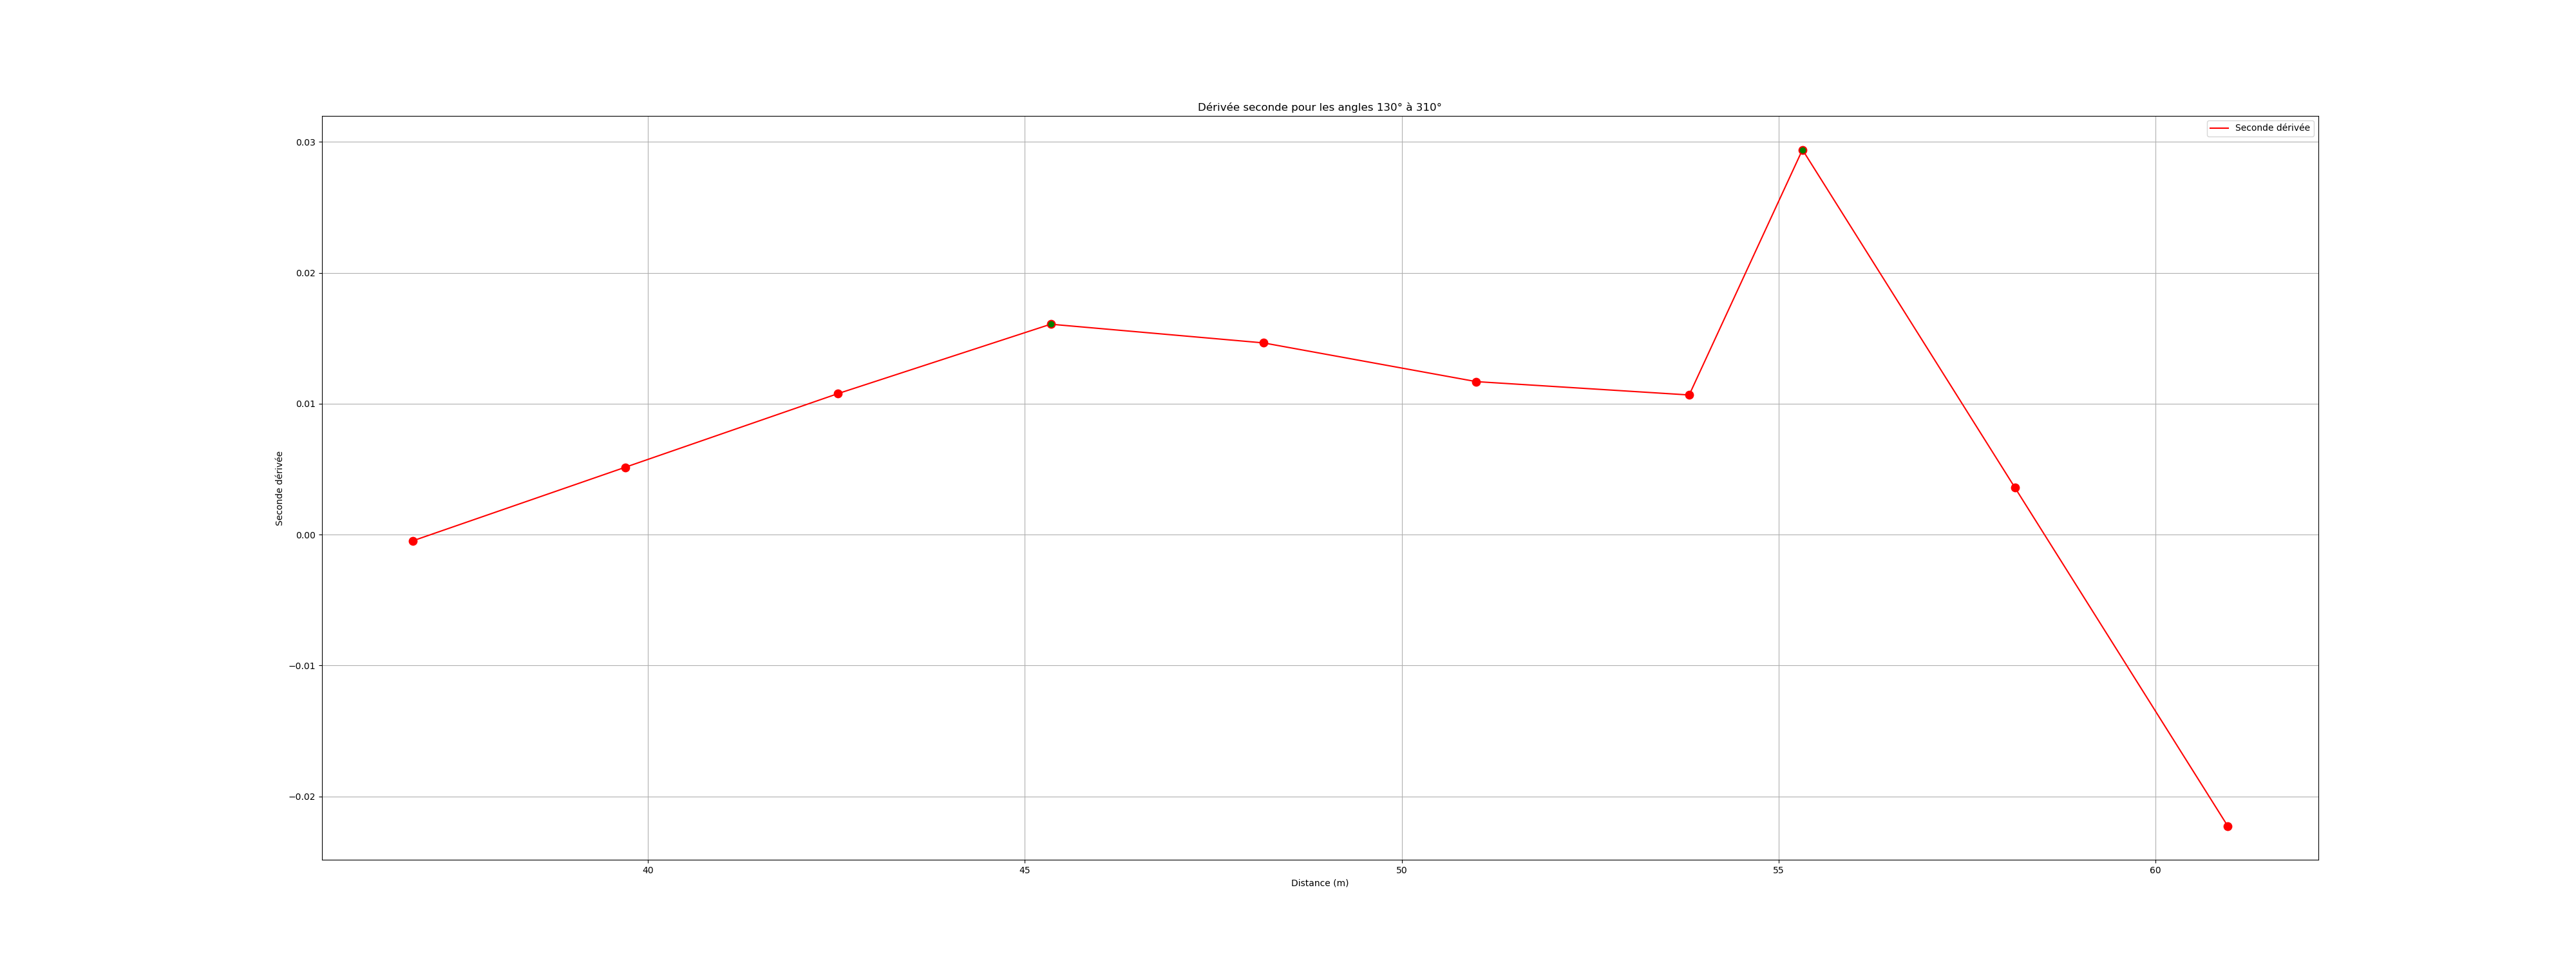 Dérivée seconde pour les angles 130° à 310°
Seconde dérivée
0.03
0.02
0.01
0.00
−0.01
−0.02
Seconde dérivée
40
45
50
55
60
Distance (m)